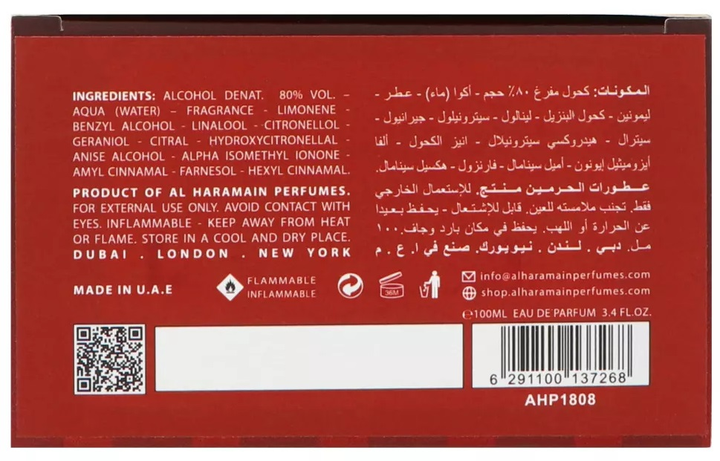 INGREDIENTS: ALCOHOL DENAT. 80% VOL. –
AQUA (WATER) – FRAGRANCE - LIMONENE -
BENZYL ALCOHOL - LINALOOL - CITRONELLOL -
GERANIOL - CITRAL - HYDROXYCITRONELLAL -
ANISE ALCOHOL - ALPHA ISOMETHYL IONONE -
AMYL CINNAMAL - FARNESOL - HEXYL CINNAMAL.
PRODUCT OF AL HARAMAIN PERFUMES.
FOR EXTERNAL USE ONLY. AVOID CONTACT WITH
EYES. INFLAMMABLE - KEEP AWAY FROM HEAT
OR FLAME. STORE IN A COOL AND DRY PLACE.
DUBAI . LONDON . NEW YORK
المكونات: كحول مفرغ ٨٠٪ حجم - أكوا (ماء) - عطر -
ليمونين - كحول البنزيل - لينالول - سيترونيلول - جيرانيول -
سيترال - هيدروكسي سيترونيلال - انيز الكحول - ألفا
أيزوميثيل إيونون - أميل سينامال - فارنزول - هكسيل سينامال.
عطورات الحرمين منتج. للإستعمال الخارجي
فقط. تجنب ملامسته للعين. قابل للإشتعال - يحفظ بعيدا
عن الحرارة أو اللهب. يحفظ في مكان بارد وجاف. ١٠٠
مل. دبي . لندن . نيويورك. صنع في ا. ع. م
MADE IN U.A.E
FLAMMABLE
INFLAMMABLE
36M
info@alharamainperfumes.com
shop.alharamainperfumes.com
℮100ML EAU DE PARFUM 3.4 FL.OZ.
6 291100 137268
AHP1808